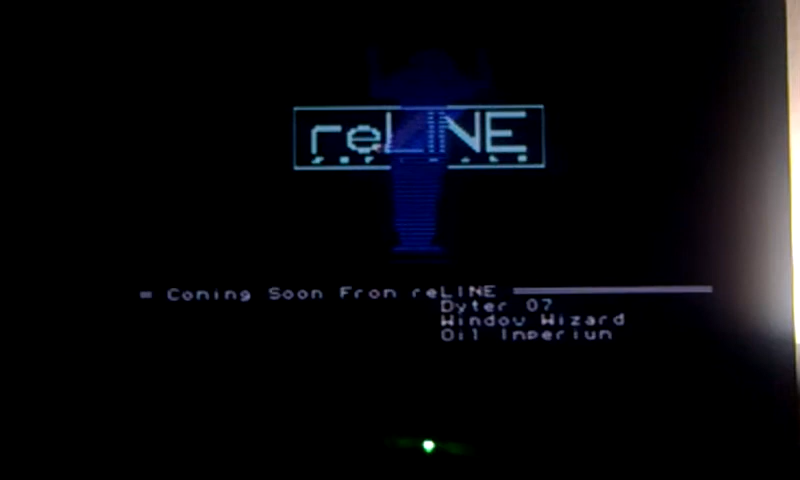 reLINE
= Coming Soon From reLINE
Dyter 07
Window Wizard
Oil Imperium